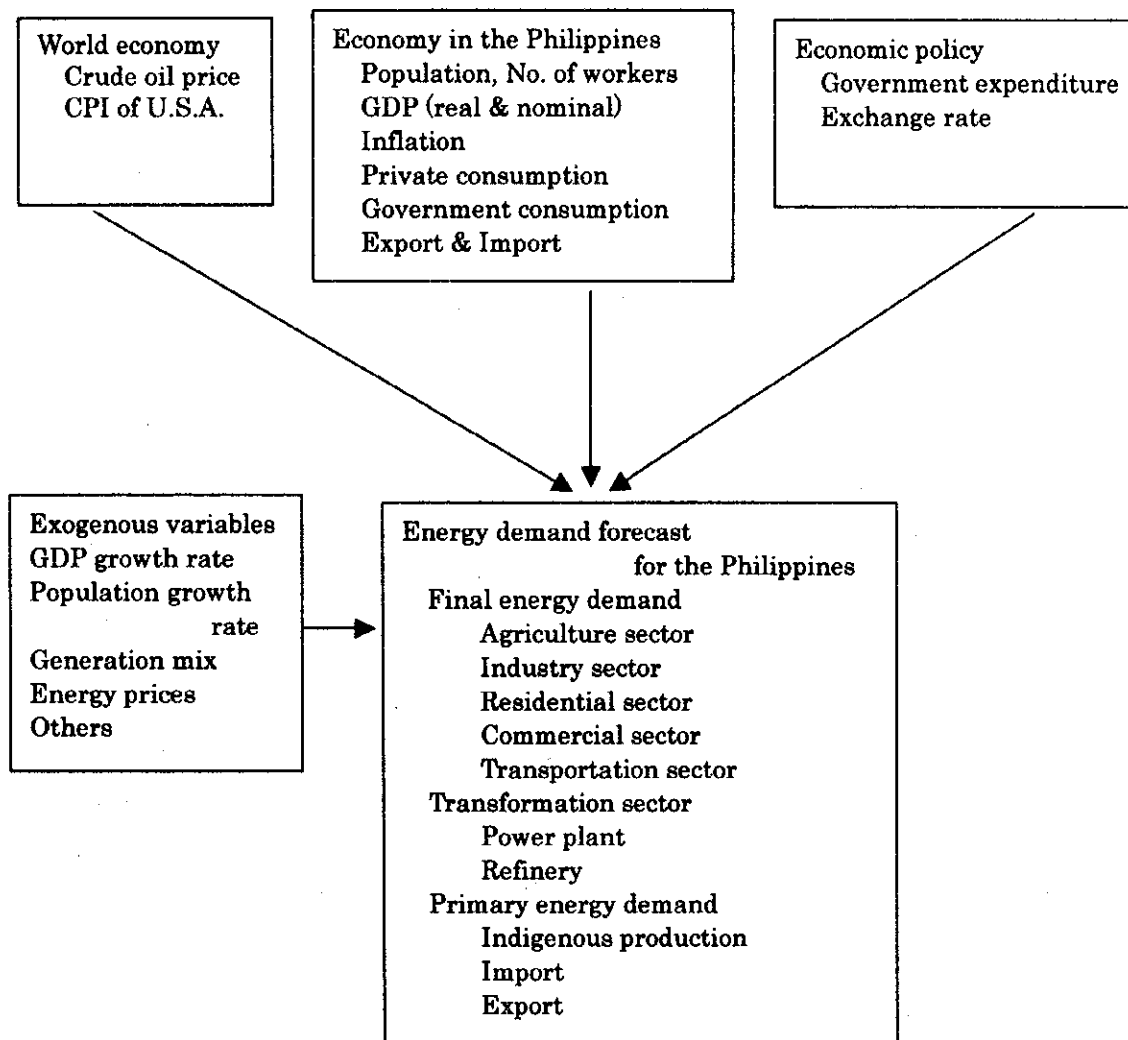 World economy
Crude oil price
CPI of U.S.A.
Economy in the Philippines
Population, No. of workers
GDP (real & nominal)
Inflation
Private consumption
Government consumption
Export & Import
Economic policy
Government expenditure
Exchange rate
Exogenous variables
GDP growth rate
Population growth
rate
Generation mix
Energy prices
Others
Energy demand forecast
for the Philippines
Final energy demand
Agriculture sector
Industry sector
Residential sector
Commercial sector
Transportation sector
Transformation sector
Power plant
Refinery
Primary energy demand
Indigenous production
Import
Export